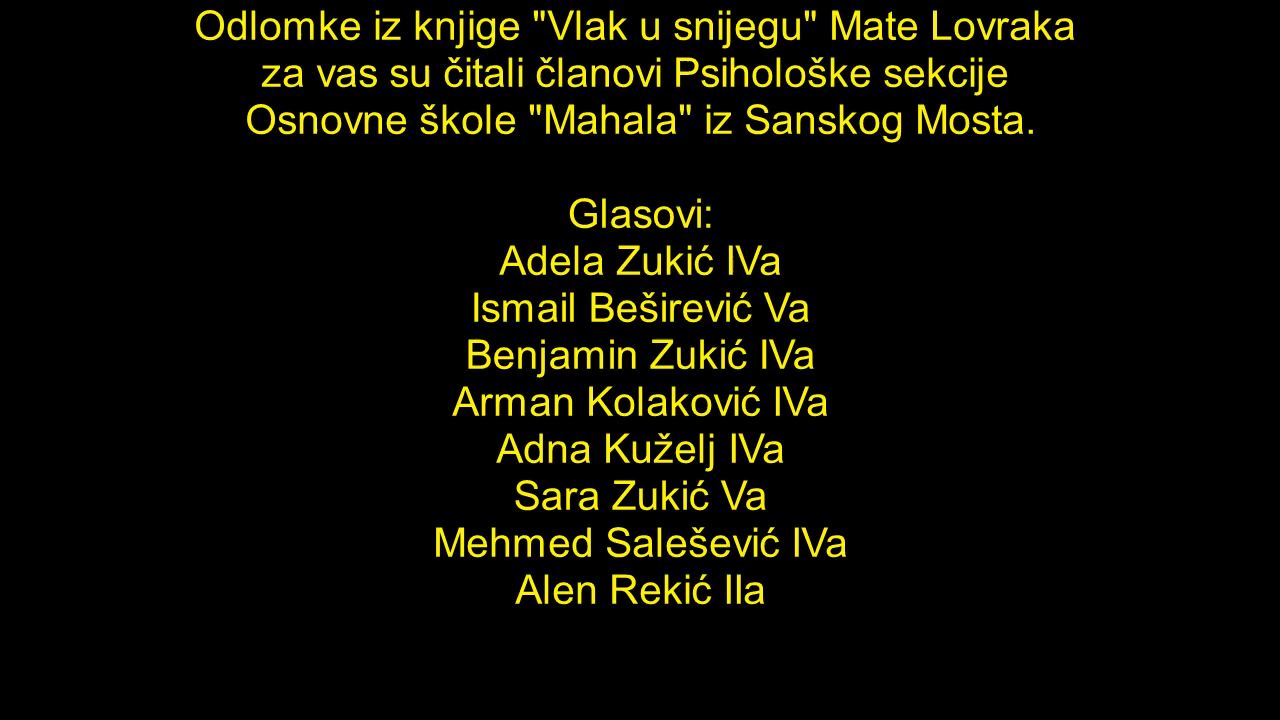 Odlomke iz knjige "Vlak u snijegu" Mate Lovraka
za vas su čitali članovi Psihološke sekcije
Osnovne škole "Mahala" iz Sanskog Mosta.
Glasovi:
Adela Zukić IVa
Ismail Beširević Va
Benjamin Zukić IVa
Arman Kolaković IVa
Adna Kuželj IVa
Sara Zukić Va
Mehmed Salešević IVa
Alen Rekić IIa